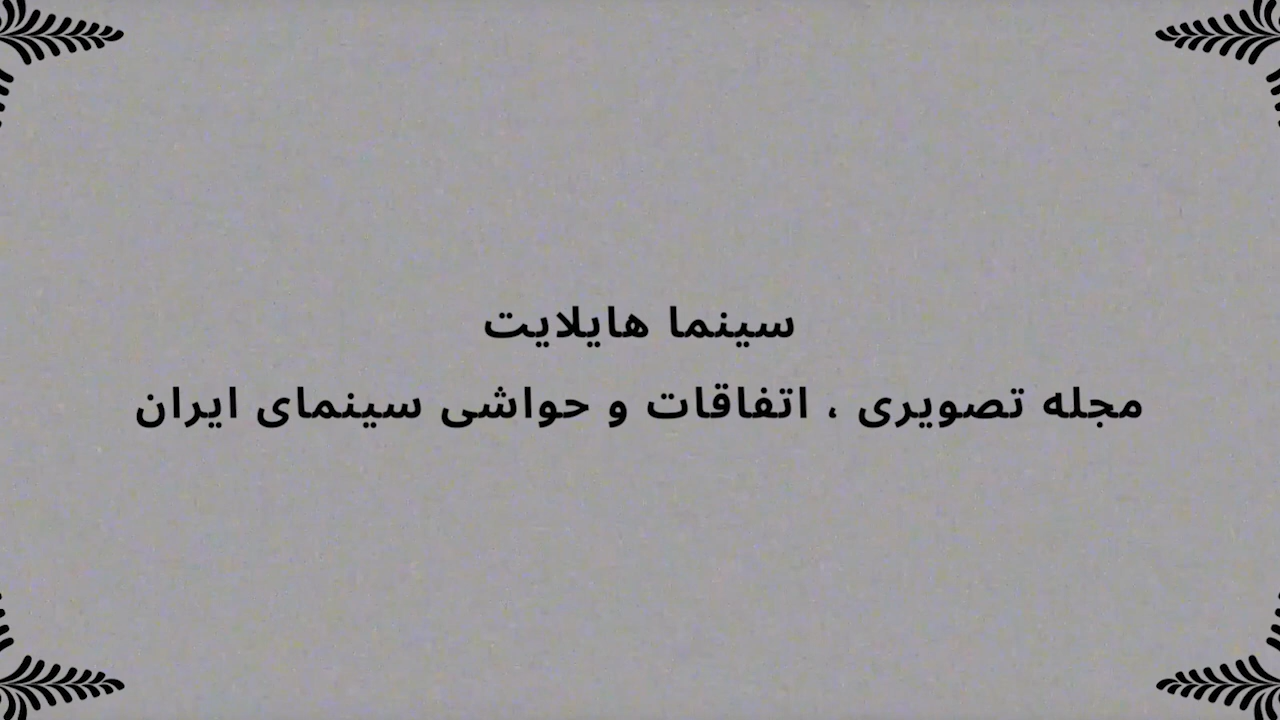 سینما هایلایت
مجله تصویری ، اتفاقات و حواشی سینمای ایران